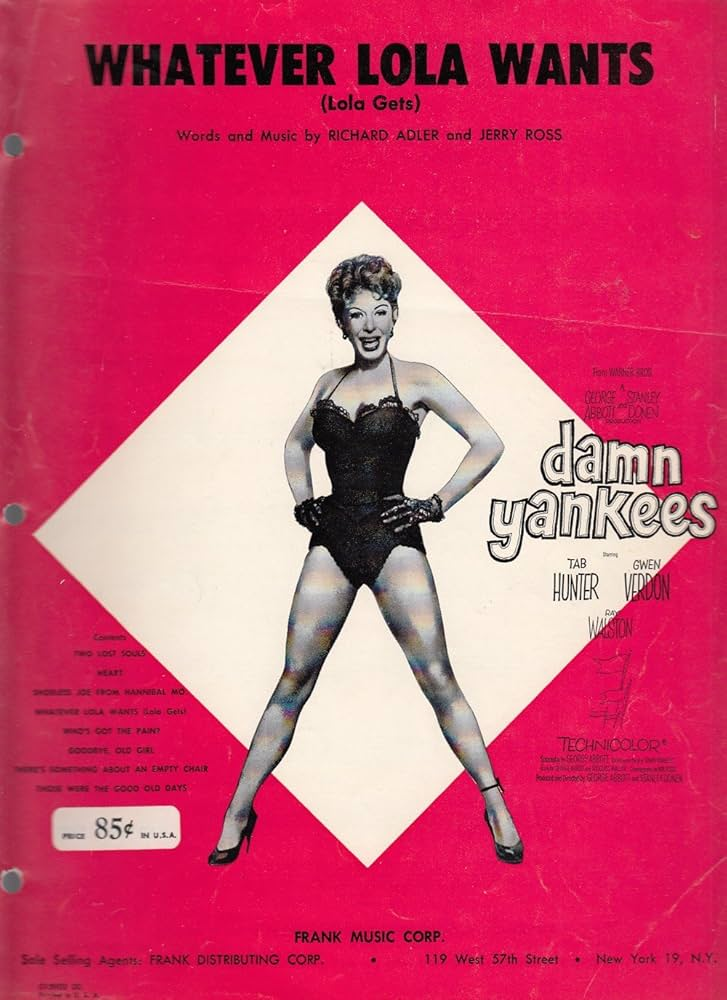 WHATEVER LOLA WANTS
(Lola Gets)
Words and Music by RICHARD ADLER and JERRY ROSS
From WARNER BROS.
A
GEORGE STANLEY
ABBOTT and DONEN
PRODUCTION
damn
yankees
Starring
TAB GWEN
HUNTER VERDON
RAY
WALSTON
TECHNICOLOR®
Screenplay by GEORGE ABBOTT
Produced and Directed by GEORGE ABBOTT and STANLEY DONEN
Contents
TWO LOST SOULS
HEART
SHOELESS JOE FROM HANNIBAL MO
WHATEVER LOLA WANTS (Lola Gets)
WHO'S GOT THE PAIN?
GOODBYE, OLD GIRL
THERE'S SOMETHING ABOUT AN EMPTY CHAIR
THOSE WERE THE GOOD OLD DAYS
PRICE 85¢ IN U.S.A.
FRANK MUSIC CORP.
Sole Selling Agents: FRANK DISTRIBUTING CORP. • 119 West 57th Street • New York 19, N.Y.
Printed in U. S. A.